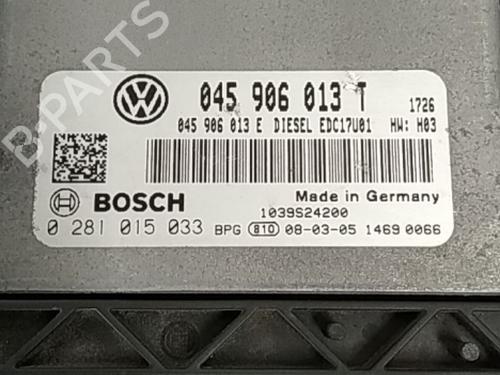 B-PARTS
045 906 013 T 1726
045 906 013 E DIESEL EDC17U01 HW: H03
BOSCH
Made in Germany
1039S24200
0 281 015 033 BPG 810 08-03-05 1469 0066